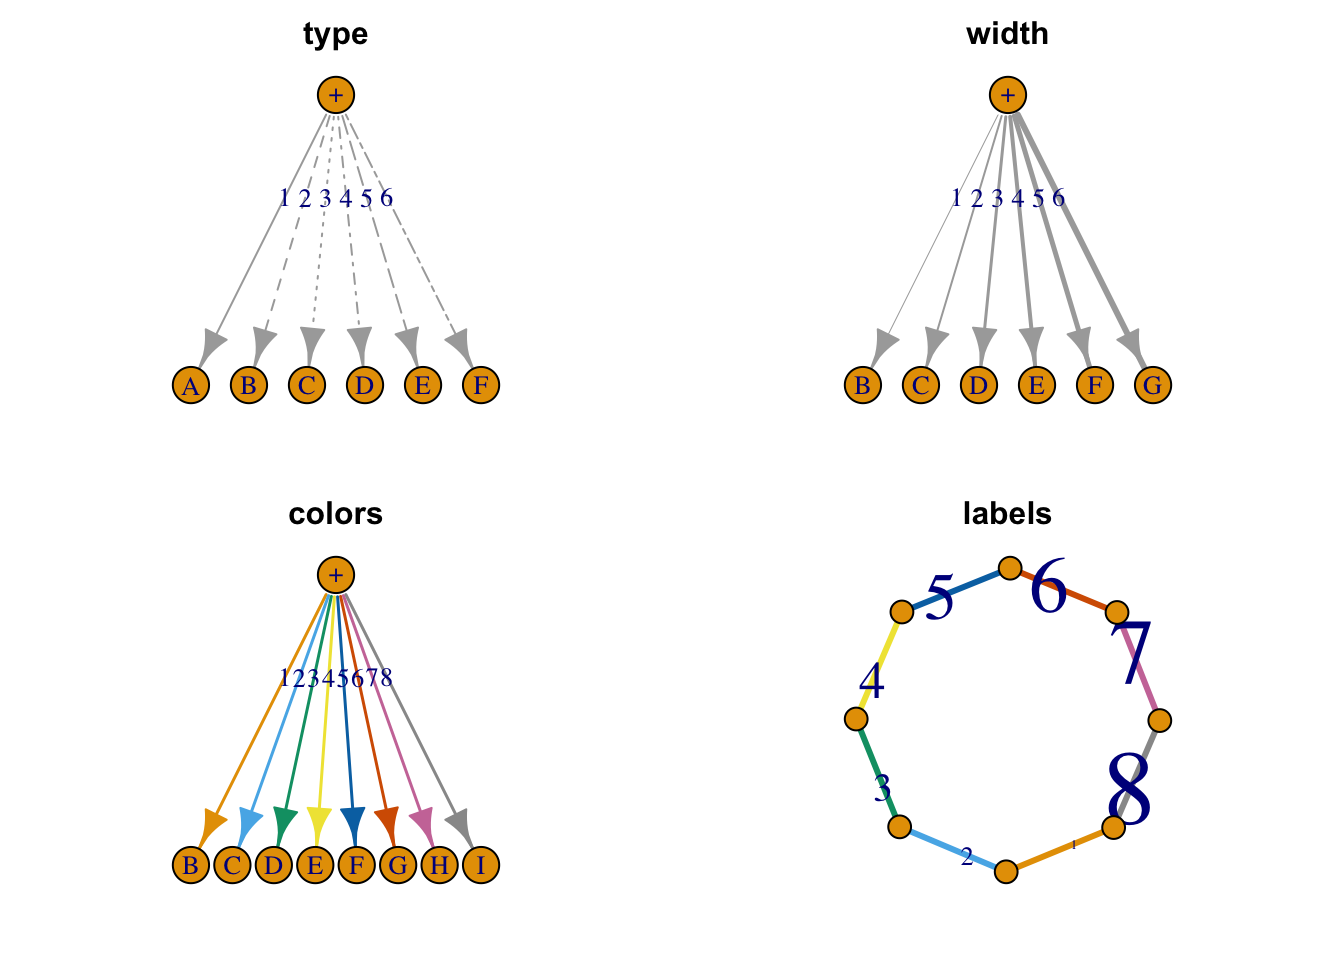 type
+
1 2 3 4 5 6
A B C D E F
width
+
1 2 3 4 5 6
B C D E F G
colors
+
12345678
B C D E F G H I
labels
5 6
7
4
3 8
2 1